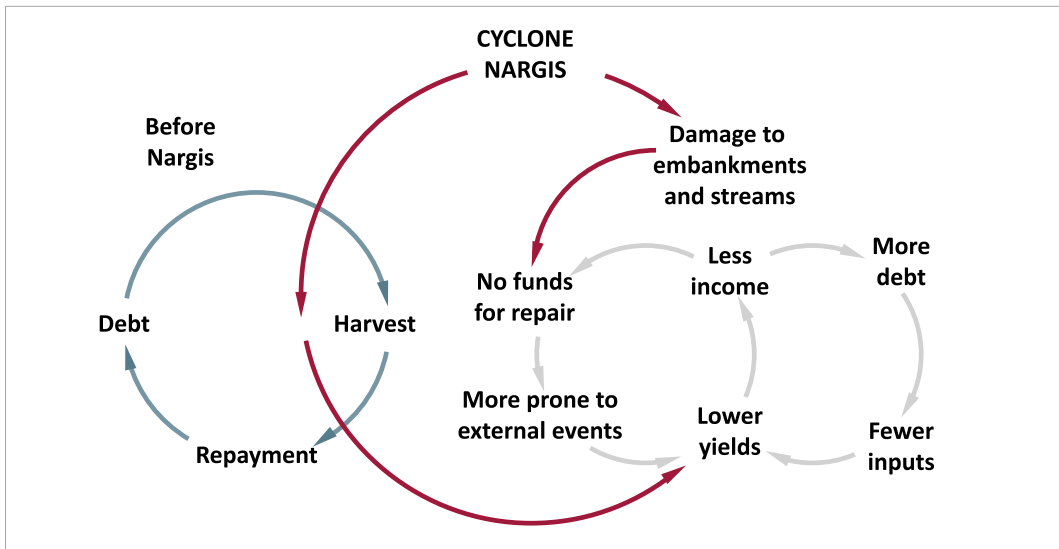 CYCLONE
NARGIS
Before
Nargis
Damage to
embankments
and streams
Less
income
More
debt
No funds
for repair
Debt
Harvest
More prone to
external events
Lower
yields
Fewer
inputs
Repayment